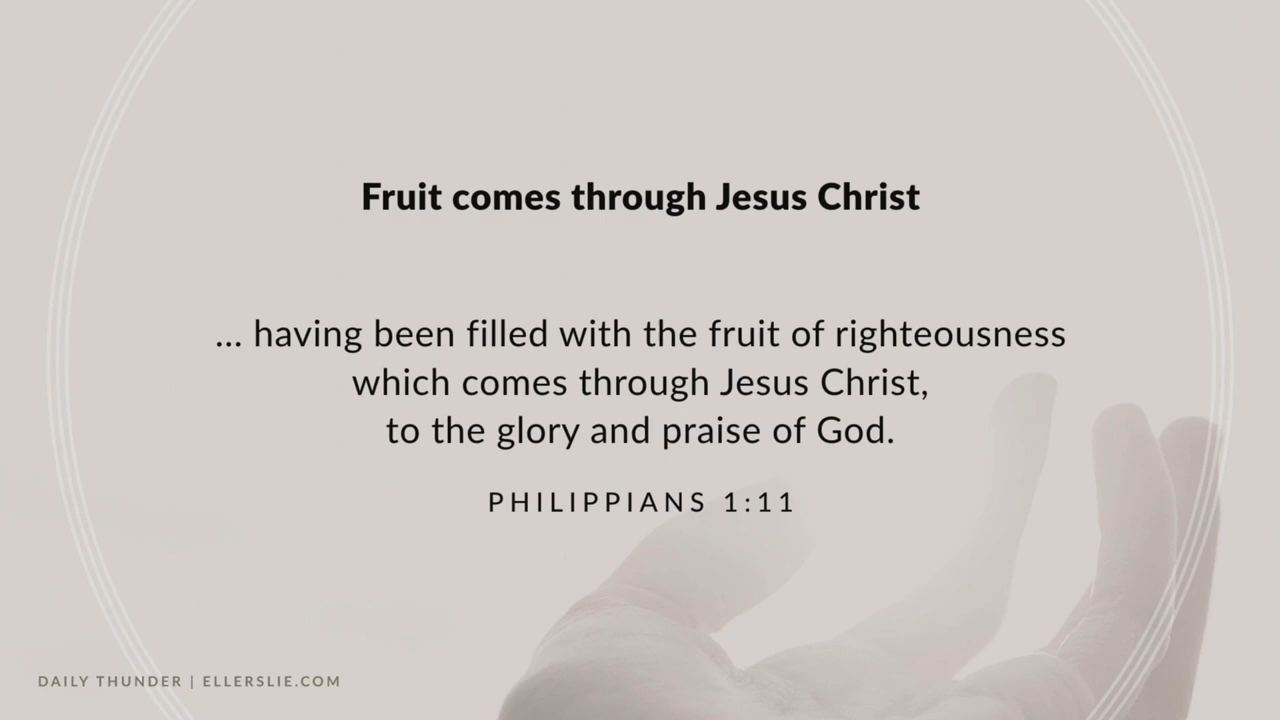 Fruit comes through Jesus Christ
... having been filled with the fruit of righteousness
which comes through Jesus Christ,
to the glory and praise of God.
PHILIPPIANS 1:11
DAILY THUNDER | ELLERSLIE.COM